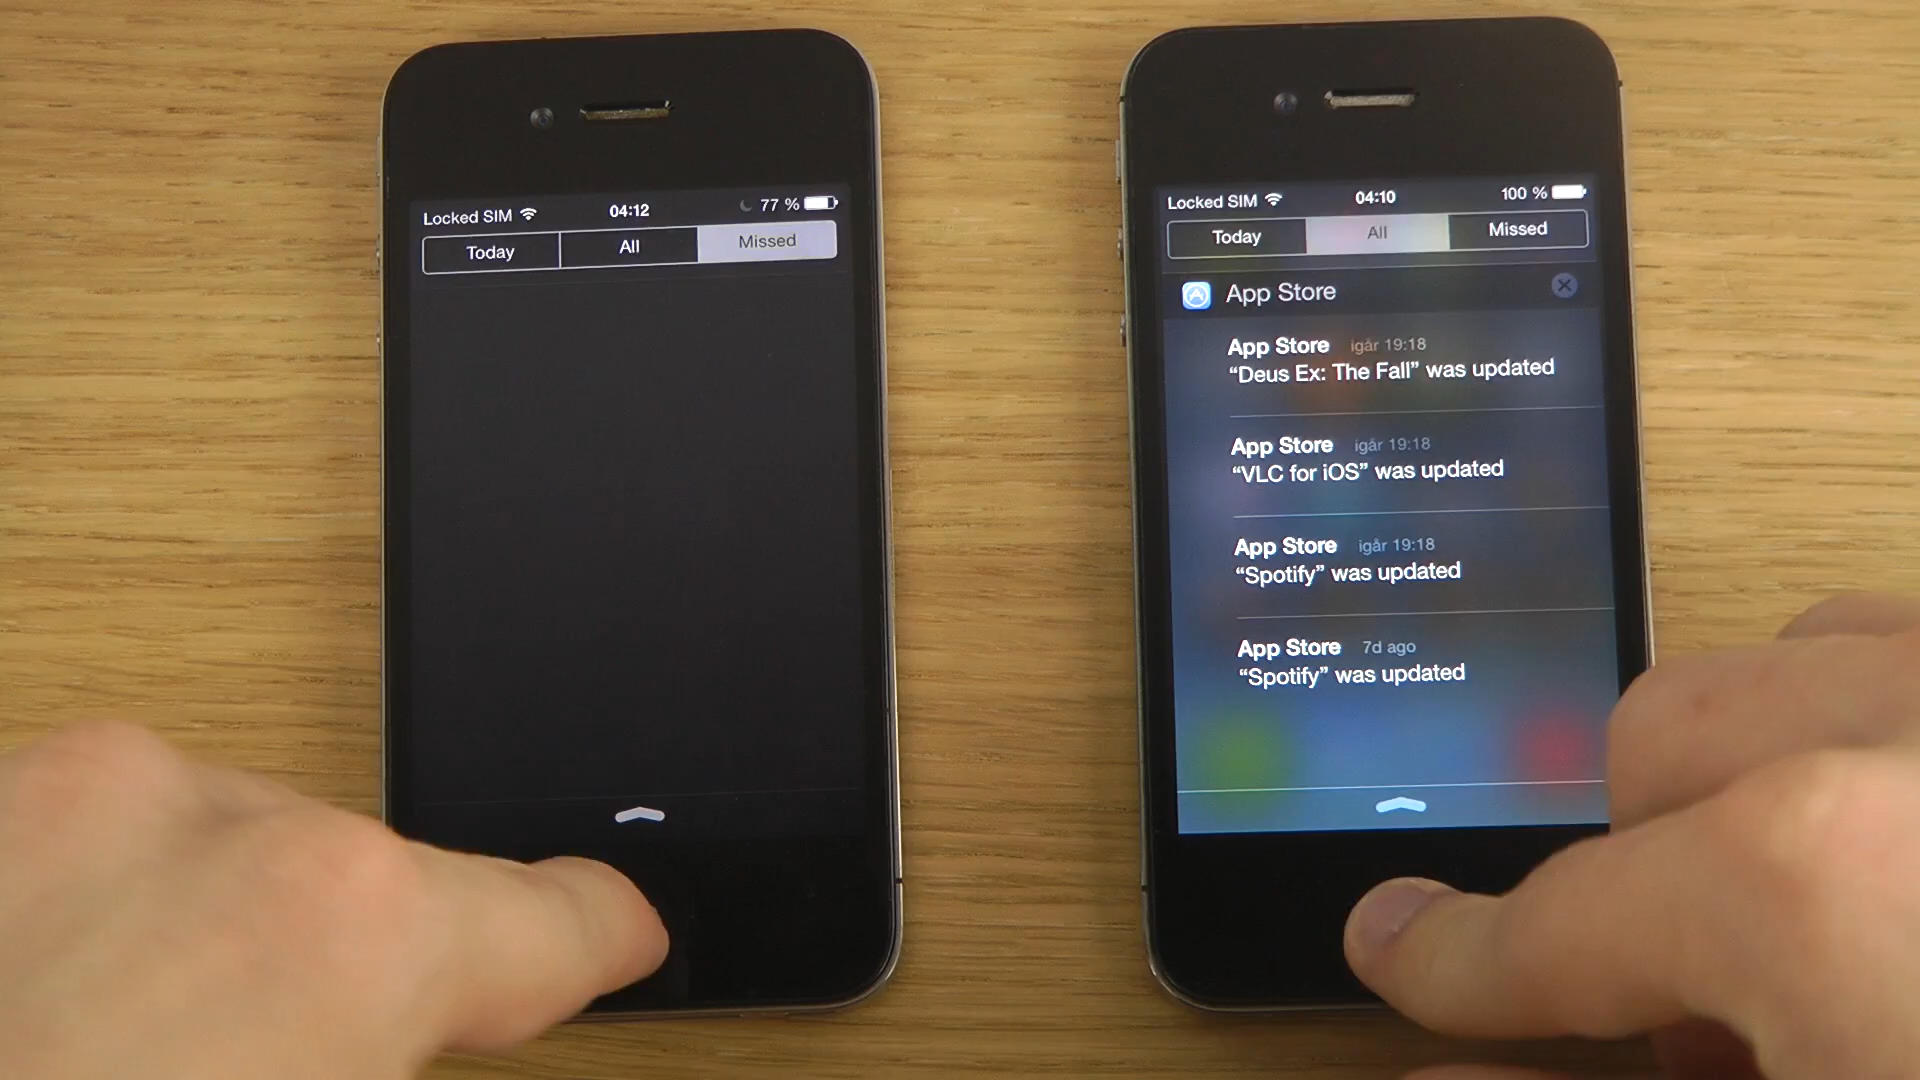 Locked SIM 04:12 77 %
Today All Missed
Locked SIM 04:10 100 %
Today All Missed
App Store
App Store igår 19:18
“Deus Ex: The Fall” was updated
App Store igår 19:18
“VLC for iOS” was updated
App Store igår 19:18
“Spotify” was updated
App Store 7d ago
“Spotify” was updated